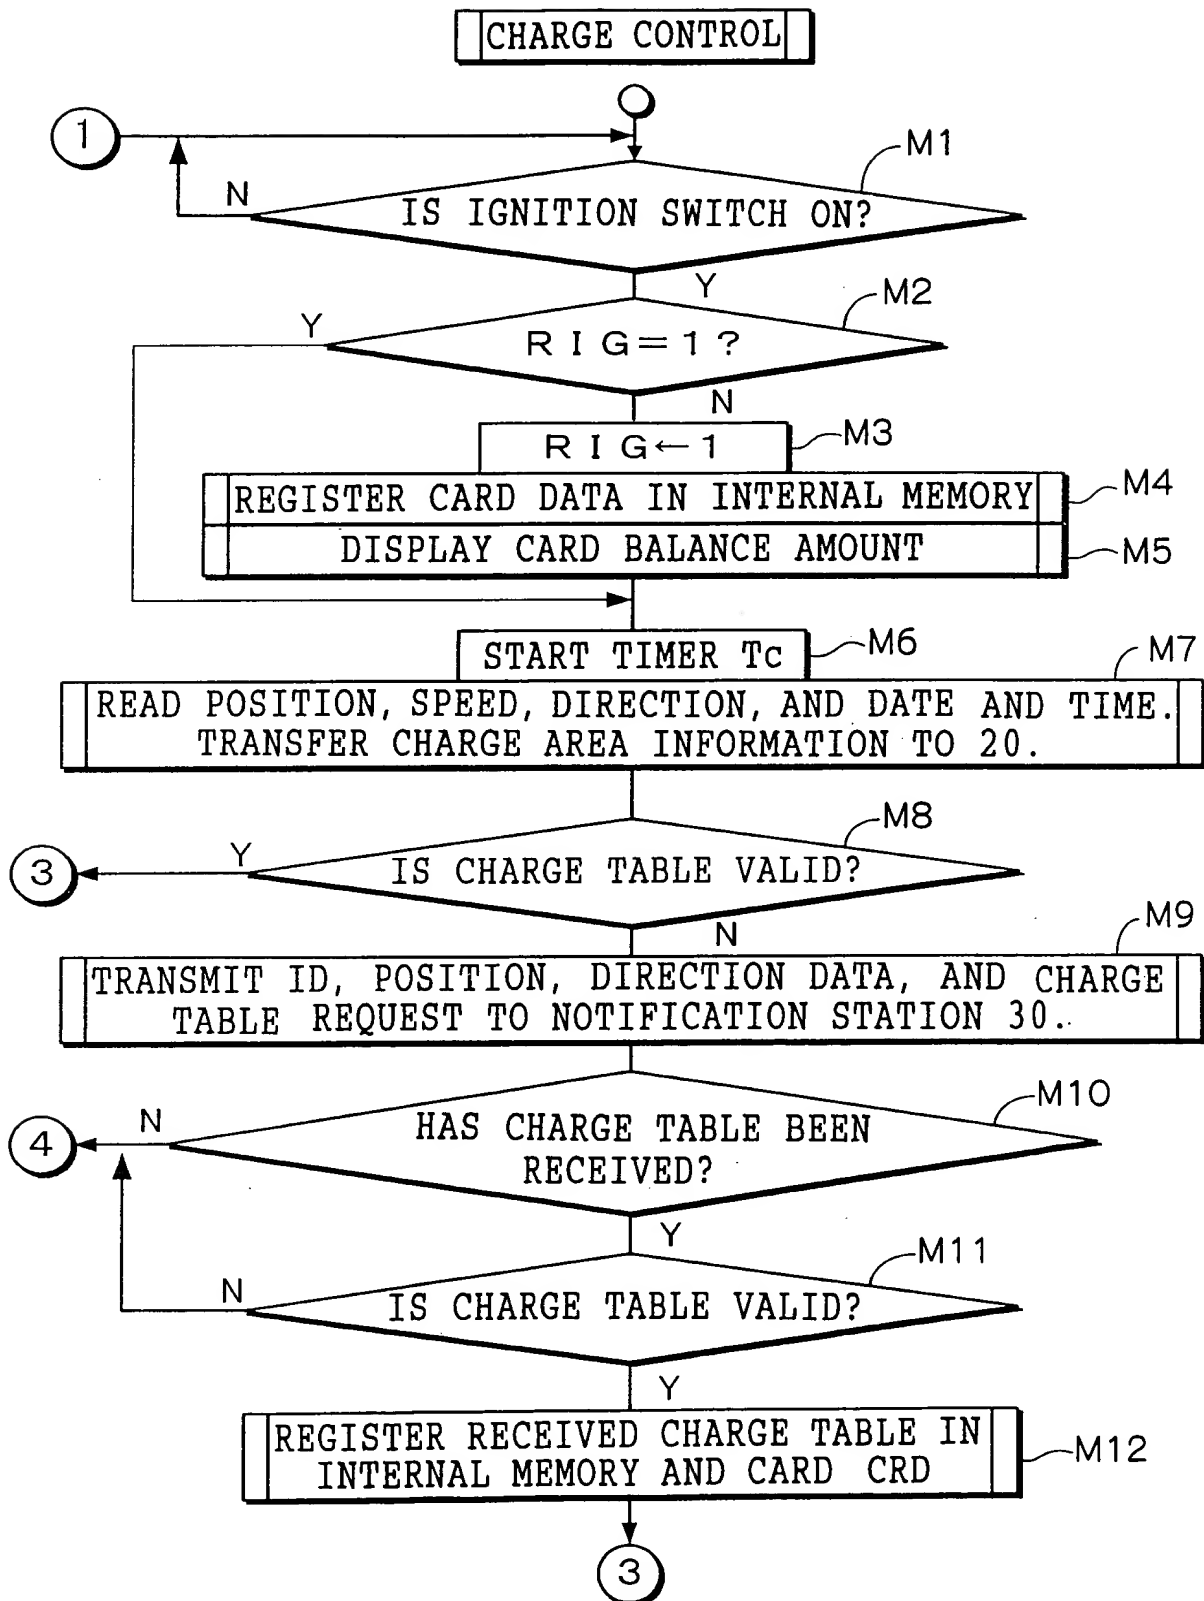 CHARGE CONTROL
1
M1
N
IS IGNITION SWITCH ON?
Y
M2
Y
RIG=1?
N
RIG←1
M3
REGISTER CARD DATA IN INTERNAL MEMORY
M4
DISPLAY CARD BALANCE AMOUNT
M5
START TIMER Tc
M6
M7
READ POSITION, SPEED, DIRECTION, AND DATE AND TIME.
TRANSFER CHARGE AREA INFORMATION TO 20.
M8
3
Y
IS CHARGE TABLE VALID?
N
M9
TRANSMIT ID, POSITION, DIRECTION DATA, AND CHARGE
TABLE REQUEST TO NOTIFICATION STATION 30.
M10
4
N
HAS CHARGE TABLE BEEN
RECEIVED?
Y
M11
N
IS CHARGE TABLE VALID?
Y
REGISTER RECEIVED CHARGE TABLE IN
INTERNAL MEMORY AND CARD CRD
M12
3